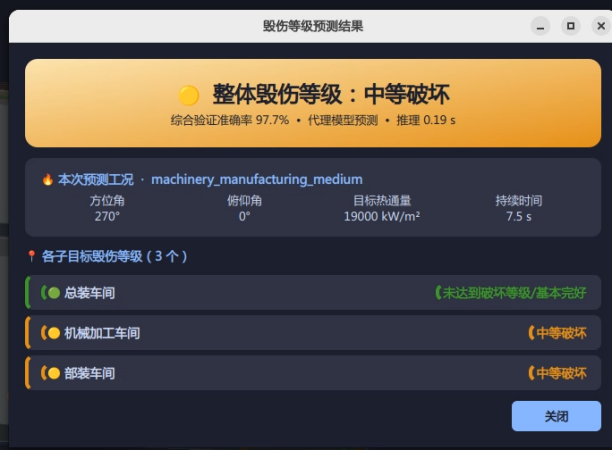 毁伤等级预测结果
整体毁伤等级：中等破坏
综合验证准确率 97.7% • 代理模型预测 • 推理 0.19 s
本次预测工况 · machinery_manufacturing_medium
方位角 俯仰角 目标热通量 持续时间
270° 0° 19000 kW/m² 7.5 s
各子目标毁伤等级（3 个）
总装车间 未达到破坏等级/基本完好
机械加工车间 中等破坏
部装车间 中等破坏
关闭